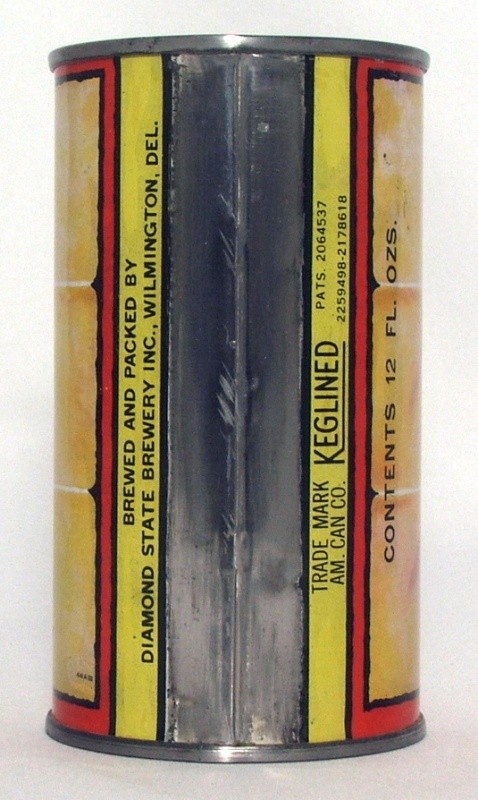 BREWED AND PACKED BY
DIAMOND STATE BREWERY INC., WILMINGTON, DEL.
TRADE MARK
AM. CAN CO.
KEGLINED
PATS. 2064537
2259498-2178618
CONTENTS 12 FL. OZS.